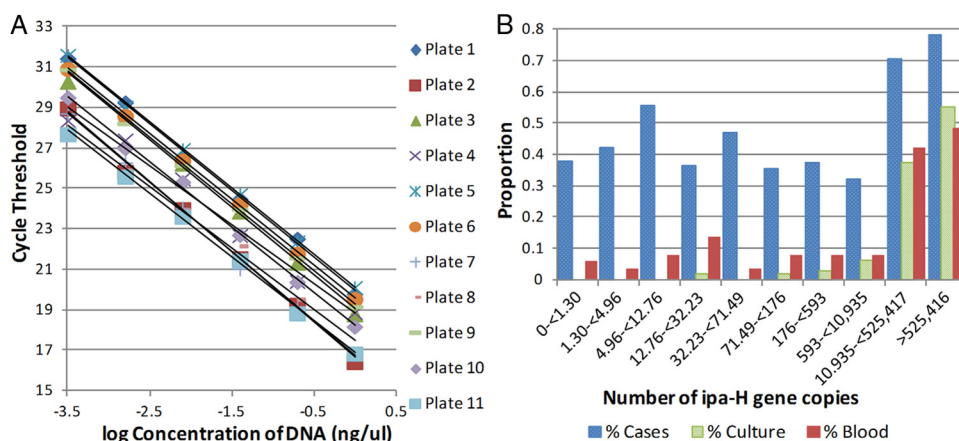 A
33
31
29
27
25
23
21
19
17
15
Cycle Threshold
-3.5
-2.5
-1.5
-0.5
0.5
log Concentration of DNA (ng/ul)
Plate 1
Plate 2
Plate 3
Plate 4
Plate 5
Plate 6
Plate 7
Plate 8
Plate 9
Plate 10
Plate 11
B
0.8
0.7
0.6
0.5
0.4
0.3
0.2
0.1
0
Proportion
0-<1.30
1.30-<4.96
4.96-<12.76
12.76-<32.23
32.23-<71.49
71.49-<176
176-<593
593-<10,935
10.935-<525,417
>525,416
Number of ipa-H gene copies
% Cases
% Culture
% Blood